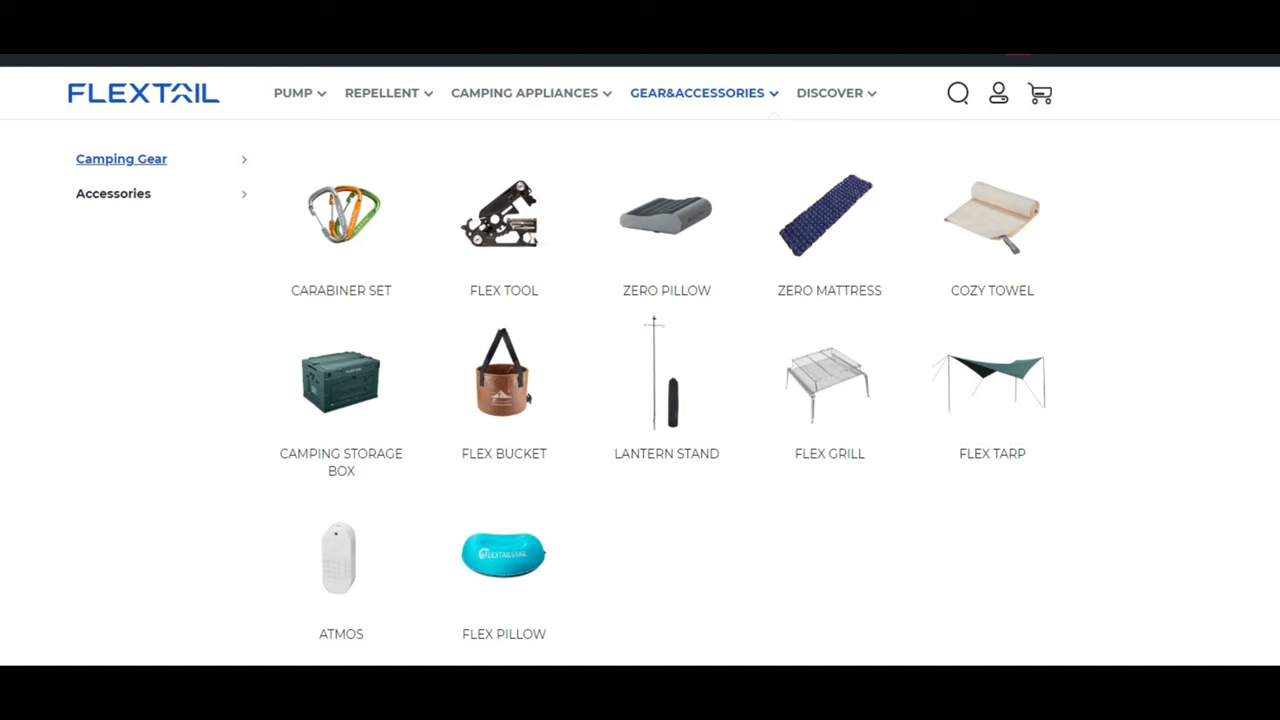 FLEXTAIL
PUMP
REPELLENT
CAMPING APPLIANCES
GEAR&ACCESSORIES
DISCOVER
Camping Gear
Accessories
CARABINER SET
FLEX TOOL
ZERO PILLOW
ZERO MATTRESS
COZY TOWEL
CAMPING STORAGE
BOX
FLEX BUCKET
LANTERN STAND
FLEX GRILL
FLEX TARP
FLEXTAILGEAR
ATMOS
FLEX PILLOW